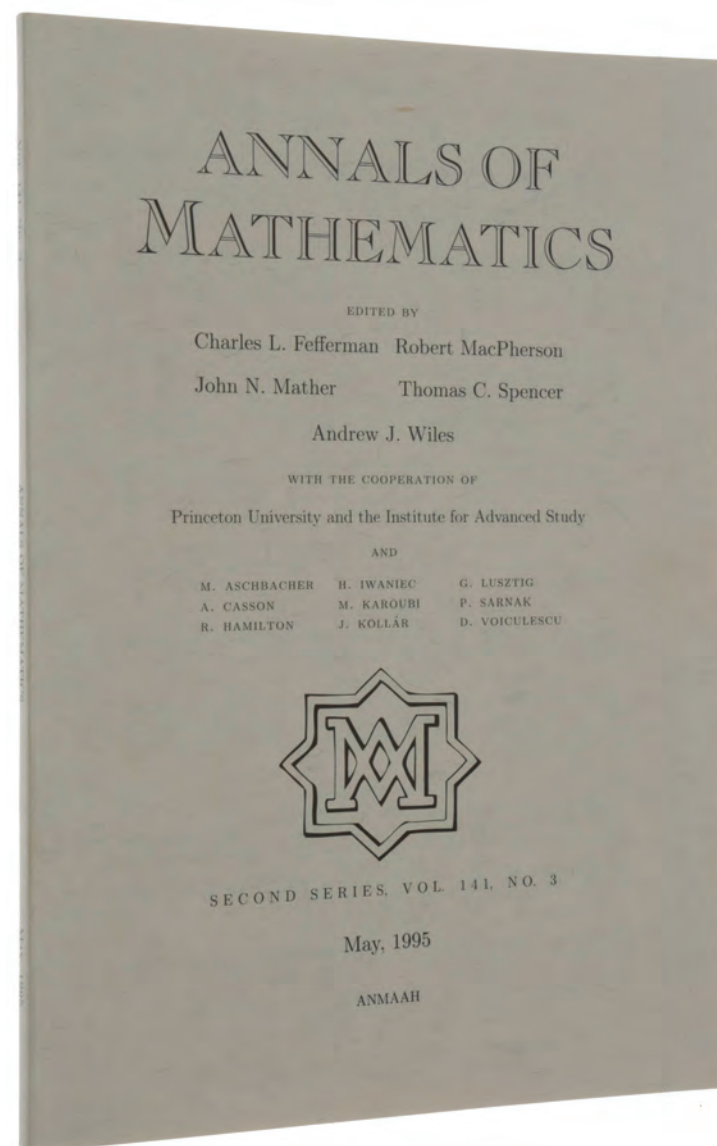 ANNALS OF
MATHEMATICS
EDITED BY
Charles L. Fefferman Robert MacPherson
John N. Mather Thomas C. Spencer
Andrew J. Wiles
WITH THE COOPERATION OF
Princeton University and the Institute for Advanced Study
AND
M. ASCHBACHER H. IWANIEC G. LUSZTIG
A. CASSON M. KAROUBI P. SARNAK
R. HAMILTON J. KOLLÁR D. VOICULESCU
SECOND SERIES, VOL. 141, NO. 3
May, 1995
ANMAAH